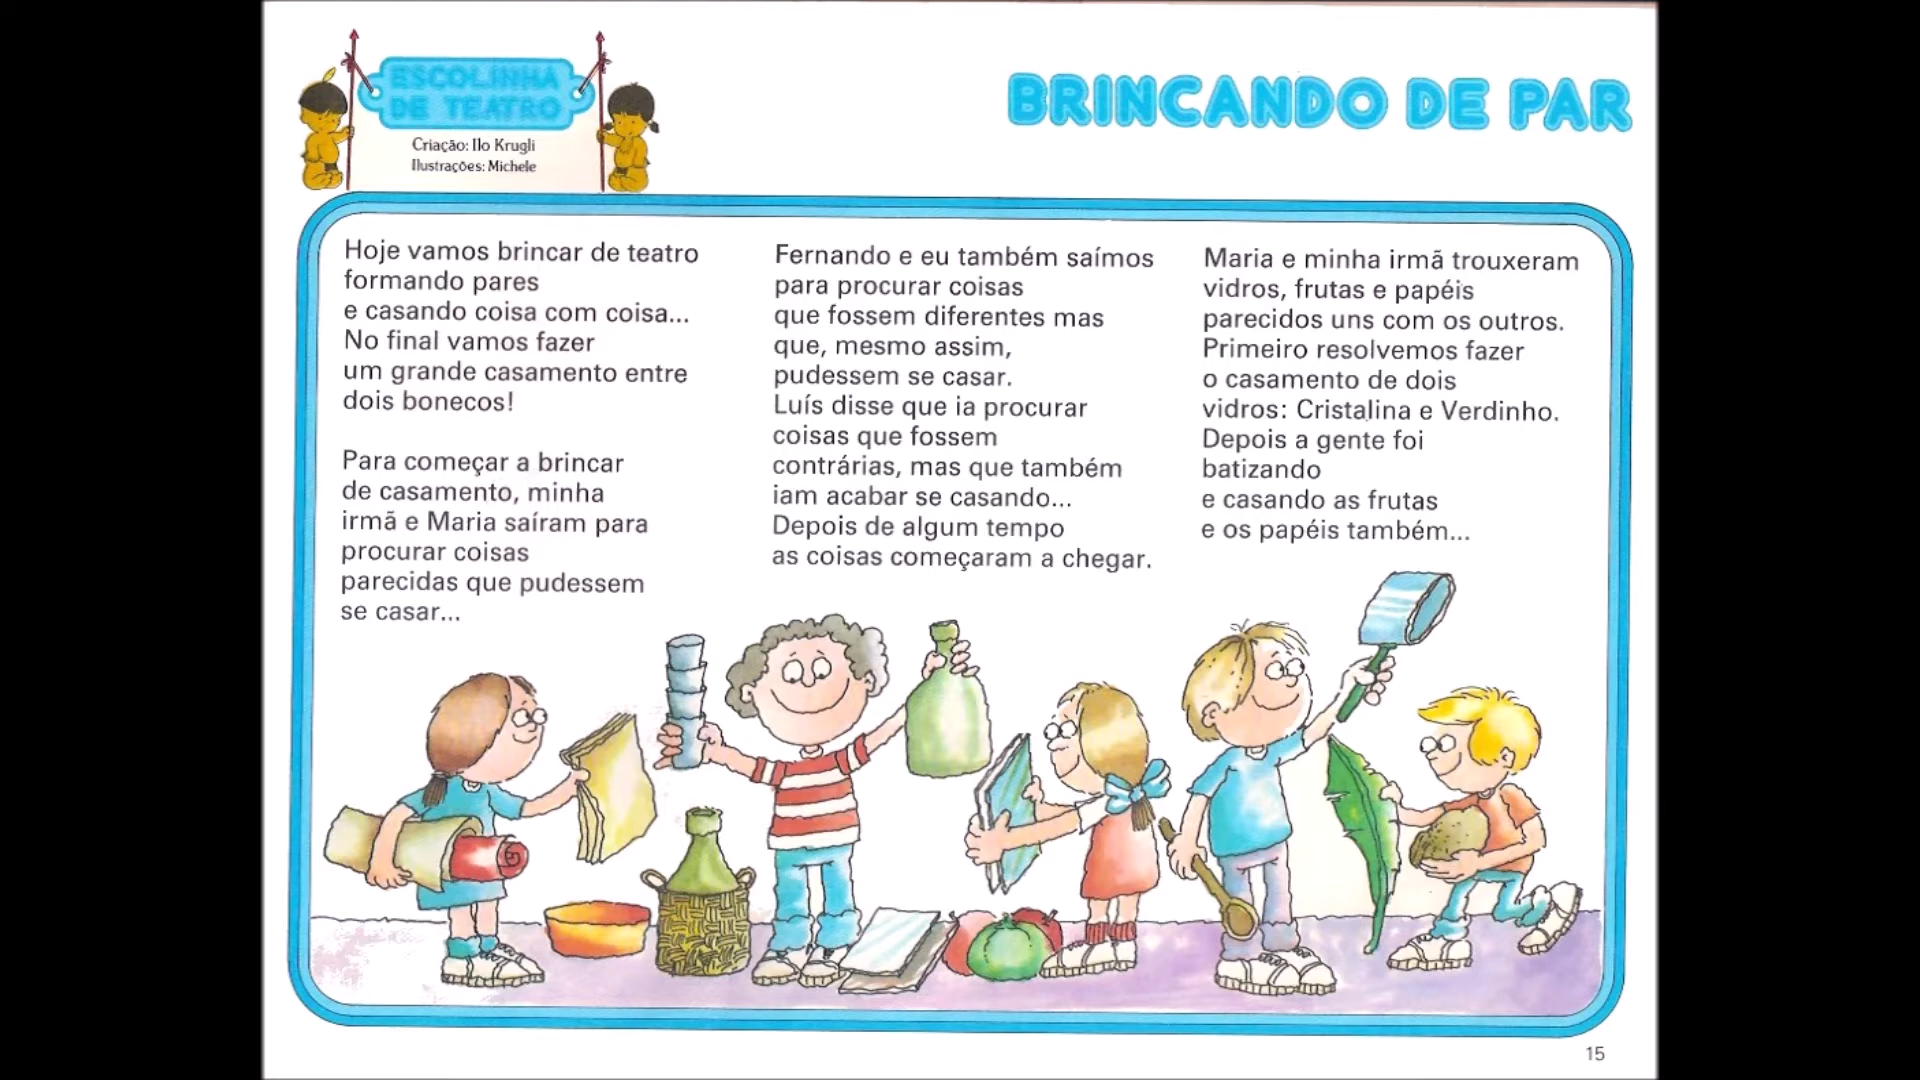 ESCOLINHA
DE TEATRO
Criação: Ilo Krugli
Ilustrações: Michele
BRINCANDO DE PAR
Hoje vamos brincar de teatro
formando pares
e casando coisa com coisa...
No final vamos fazer
um grande casamento entre
dois bonecos!
Para começar a brincar
de casamento, minha
irmã e Maria saíram para
procurar coisas
parecidas que pudessem
se casar...
Fernando e eu também saímos
para procurar coisas
que fossem diferentes mas
que, mesmo assim,
pudessem se casar.
Luís disse que ia procurar
coisas que fossem
contrárias, mas que também
iam acabar se casando...
Depois de algum tempo
as coisas começaram a chegar.
Maria e minha irmã trouxeram
vidros, frutas e papéis
parecidos uns com os outros.
Primeiro resolvemos fazer
o casamento de dois
vidros: Cristalina e Verdinho.
Depois a gente foi
batizando
e casando as frutas
e os papéis também...
15